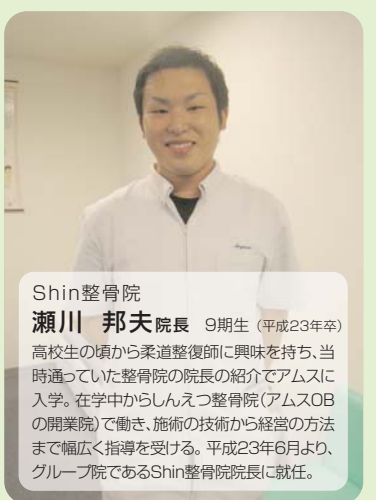 Shin整骨院
瀬川 邦夫院長 9期生（平成23年卒）
高校生の頃から柔道整復師に興味を持ち、当
時通っていた整骨院の院長の紹介でアムスに
入学。在学中からしんえつ整骨院（アムスOB
の開業院）で働き、施術の技術から経営の方法
まで幅広く指導を受ける。平成23年6月より、
グループ院であるShin整骨院院長に就任。